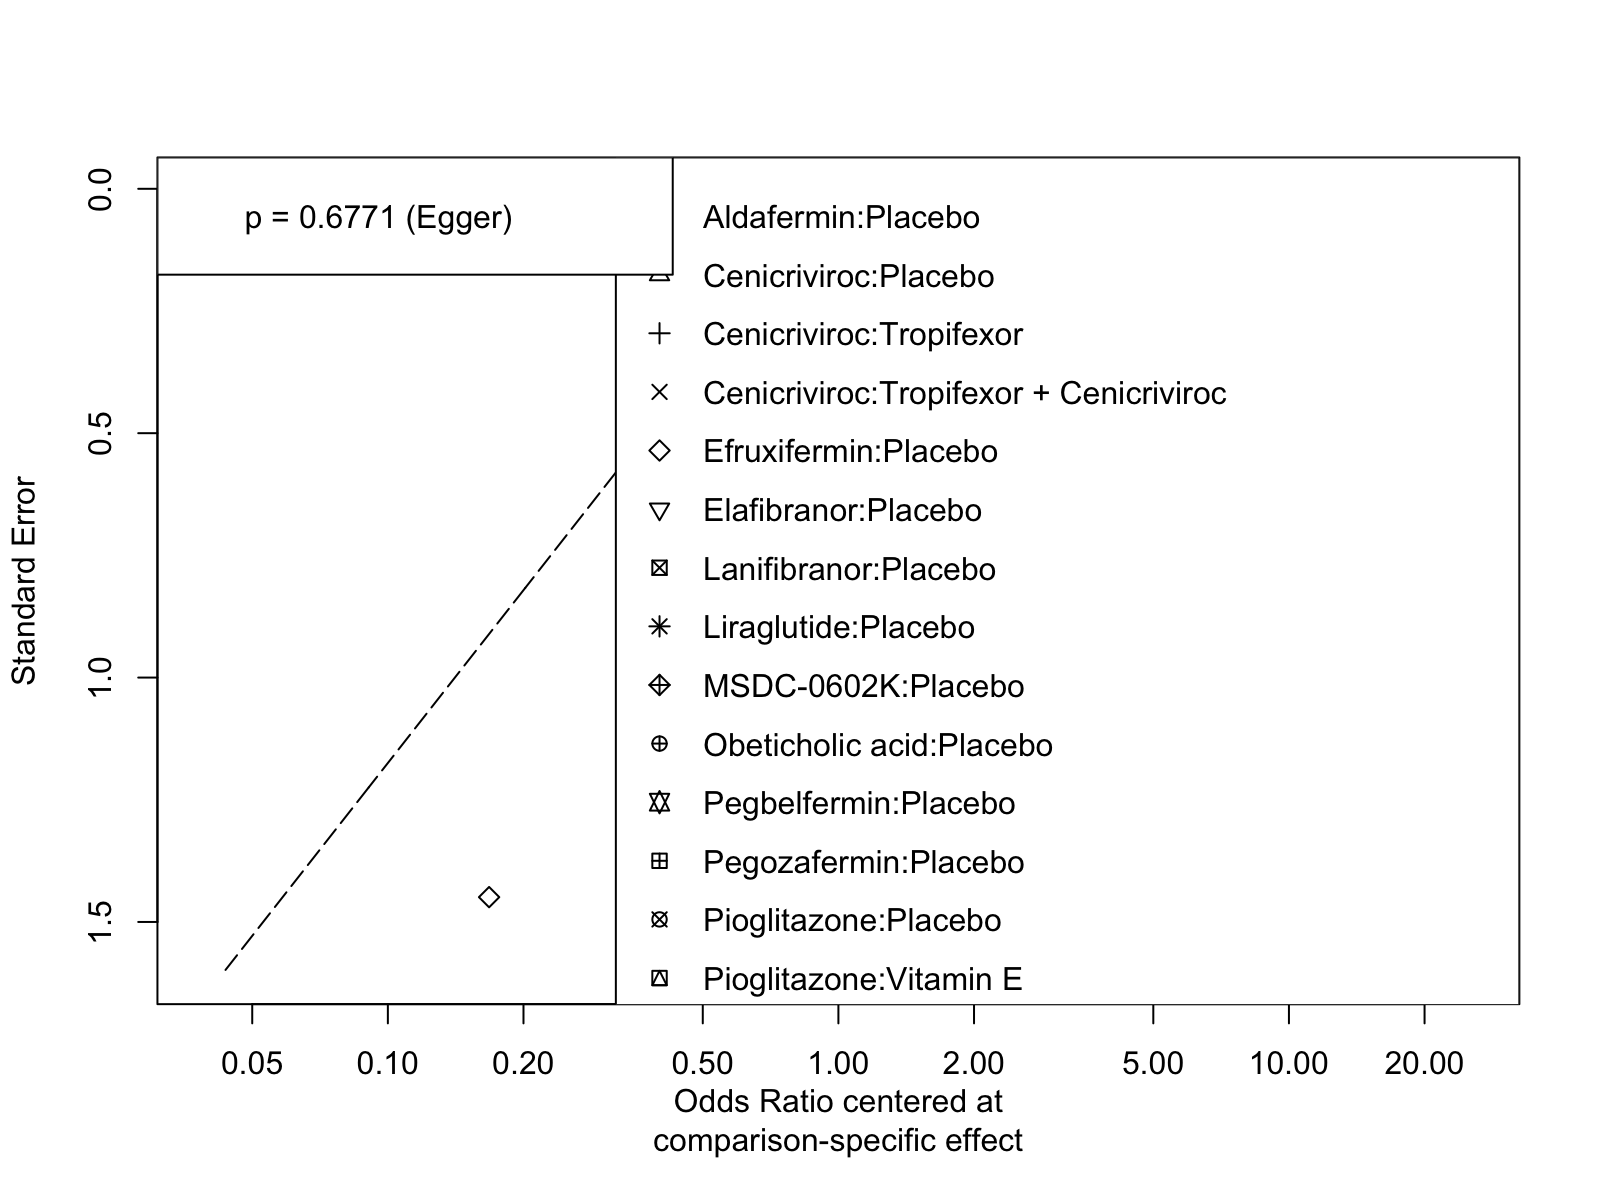 p = 0.6771 (Egger)
Aldafermin:Placebo
Cenicriviroc:Placebo
Cenicriviroc:Tropifexor
Cenicriviroc:Tropifexor + Cenicriviroc
Efruxifermin:Placebo
Elafibranor:Placebo
Lanifibranor:Placebo
Liraglutide:Placebo
MSDC-0602K:Placebo
Obeticholic acid:Placebo
Pegbelfermin:Placebo
Pegozafermin:Placebo
Pioglitazone:Placebo
Pioglitazone:Vitamin E
Standard Error
0.0
0.5
1.0
1.5
0.05 0.10 0.20 0.50 1.00 2.00 5.00 10.00 20.00
Odds Ratio centered at
comparison-specific effect